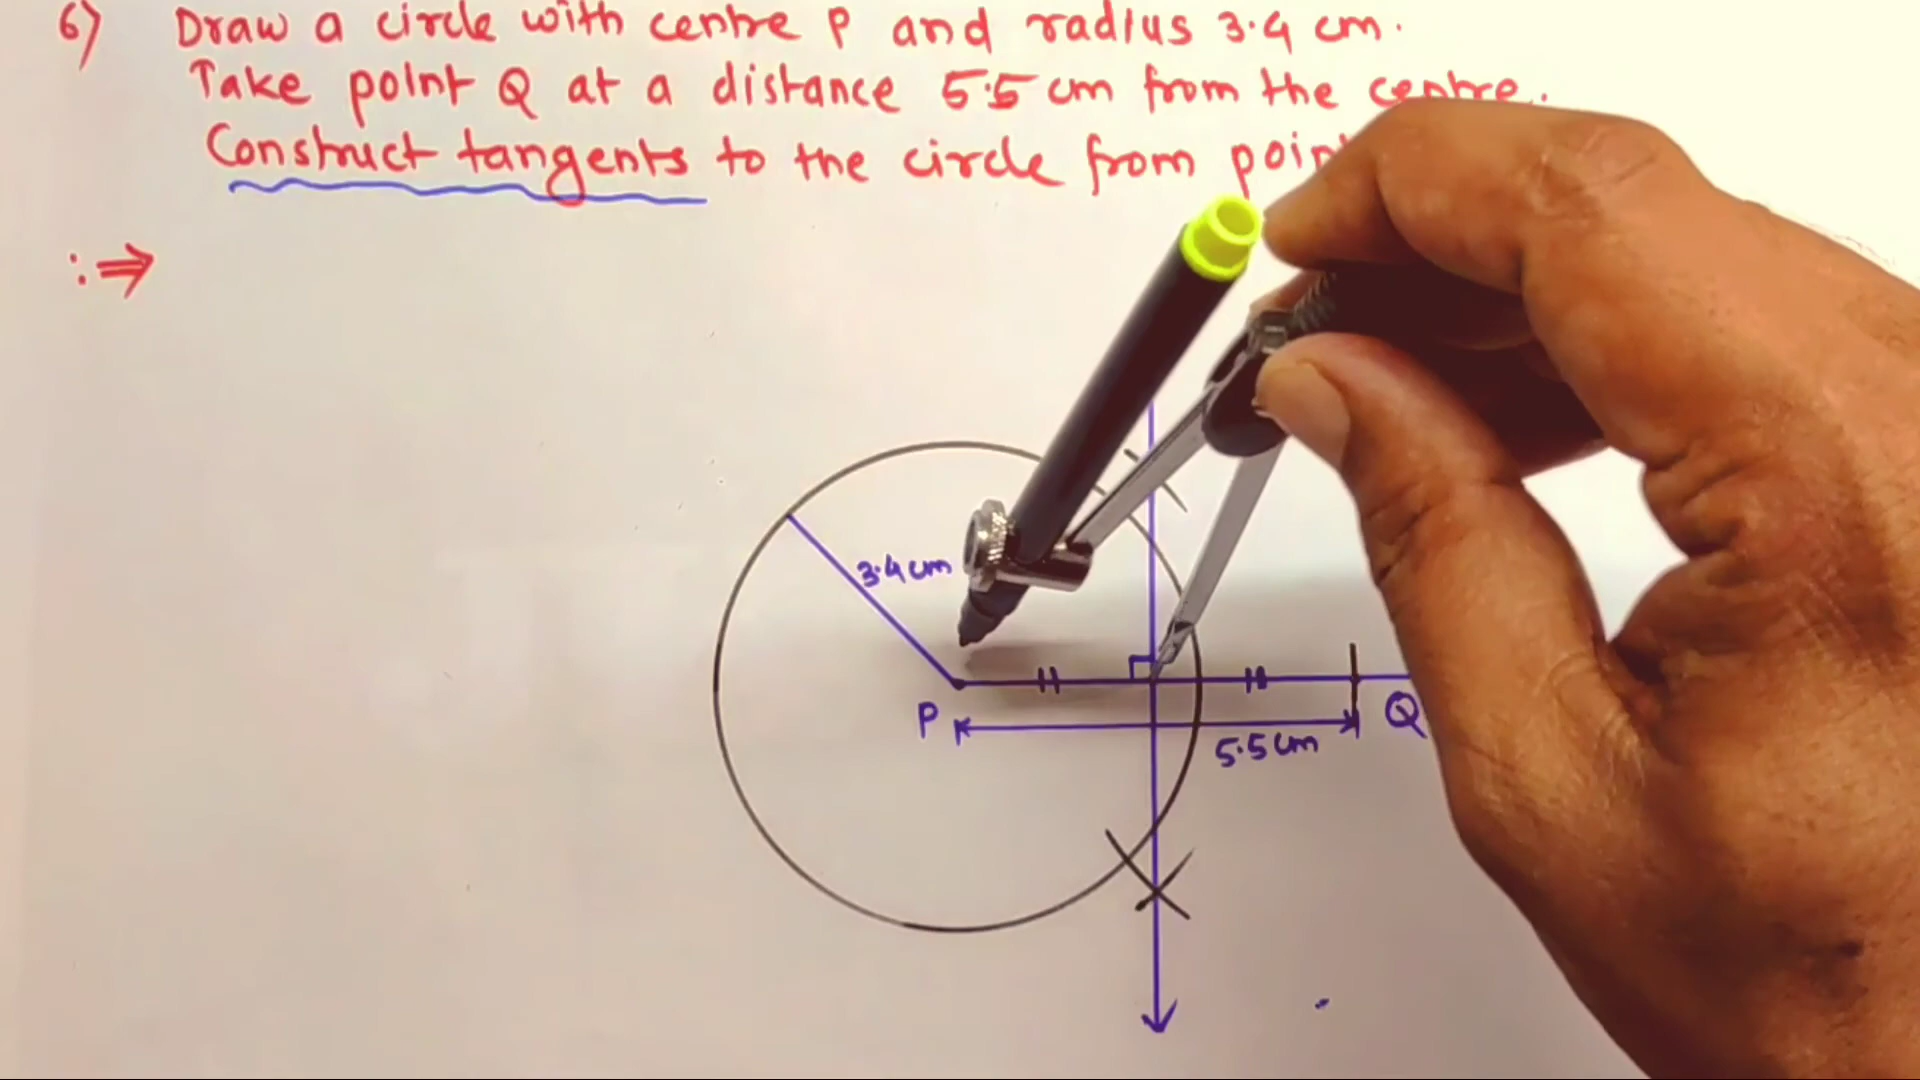 6) Draw a circle with centre P and radius 3.4 cm.
Take point Q at a distance 5.5 cm from the centre.
Construct tangents to the circle from
:⇒
3.4 cm
P
Q
5.5 cm